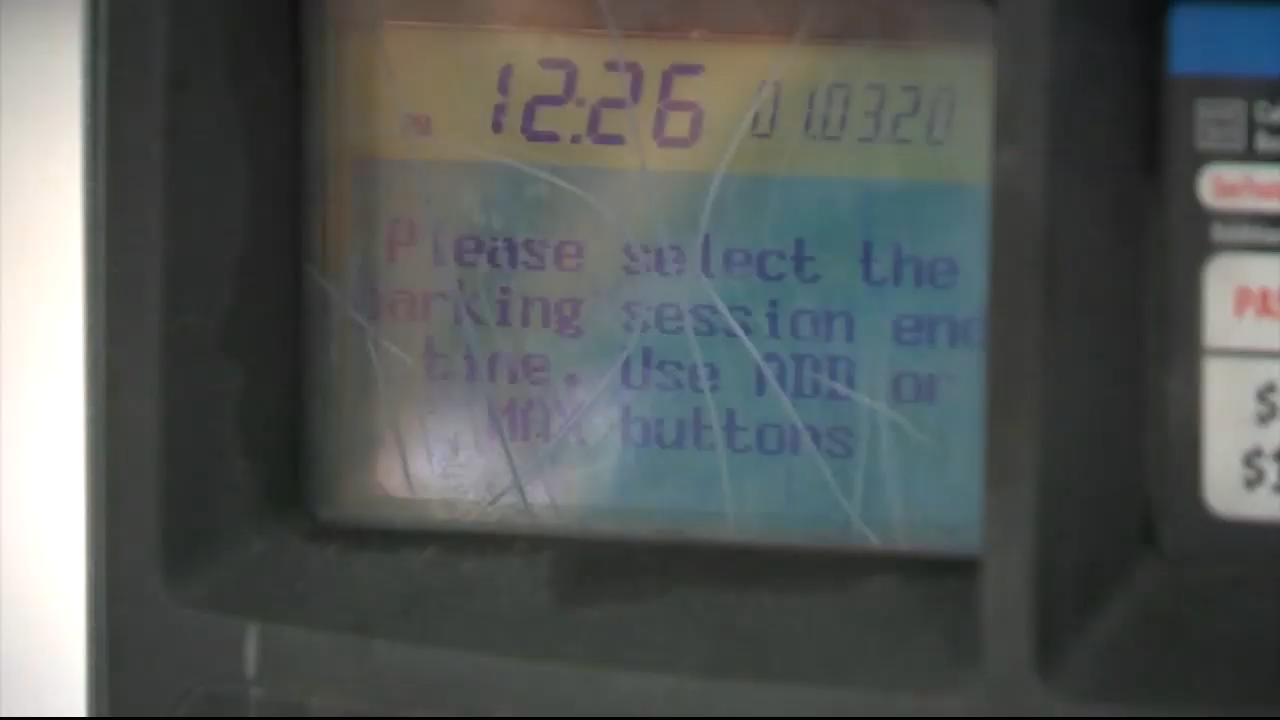 12:26 01.03.20
Please select the
parking session end
time. Use ADD or
MAX buttons
$